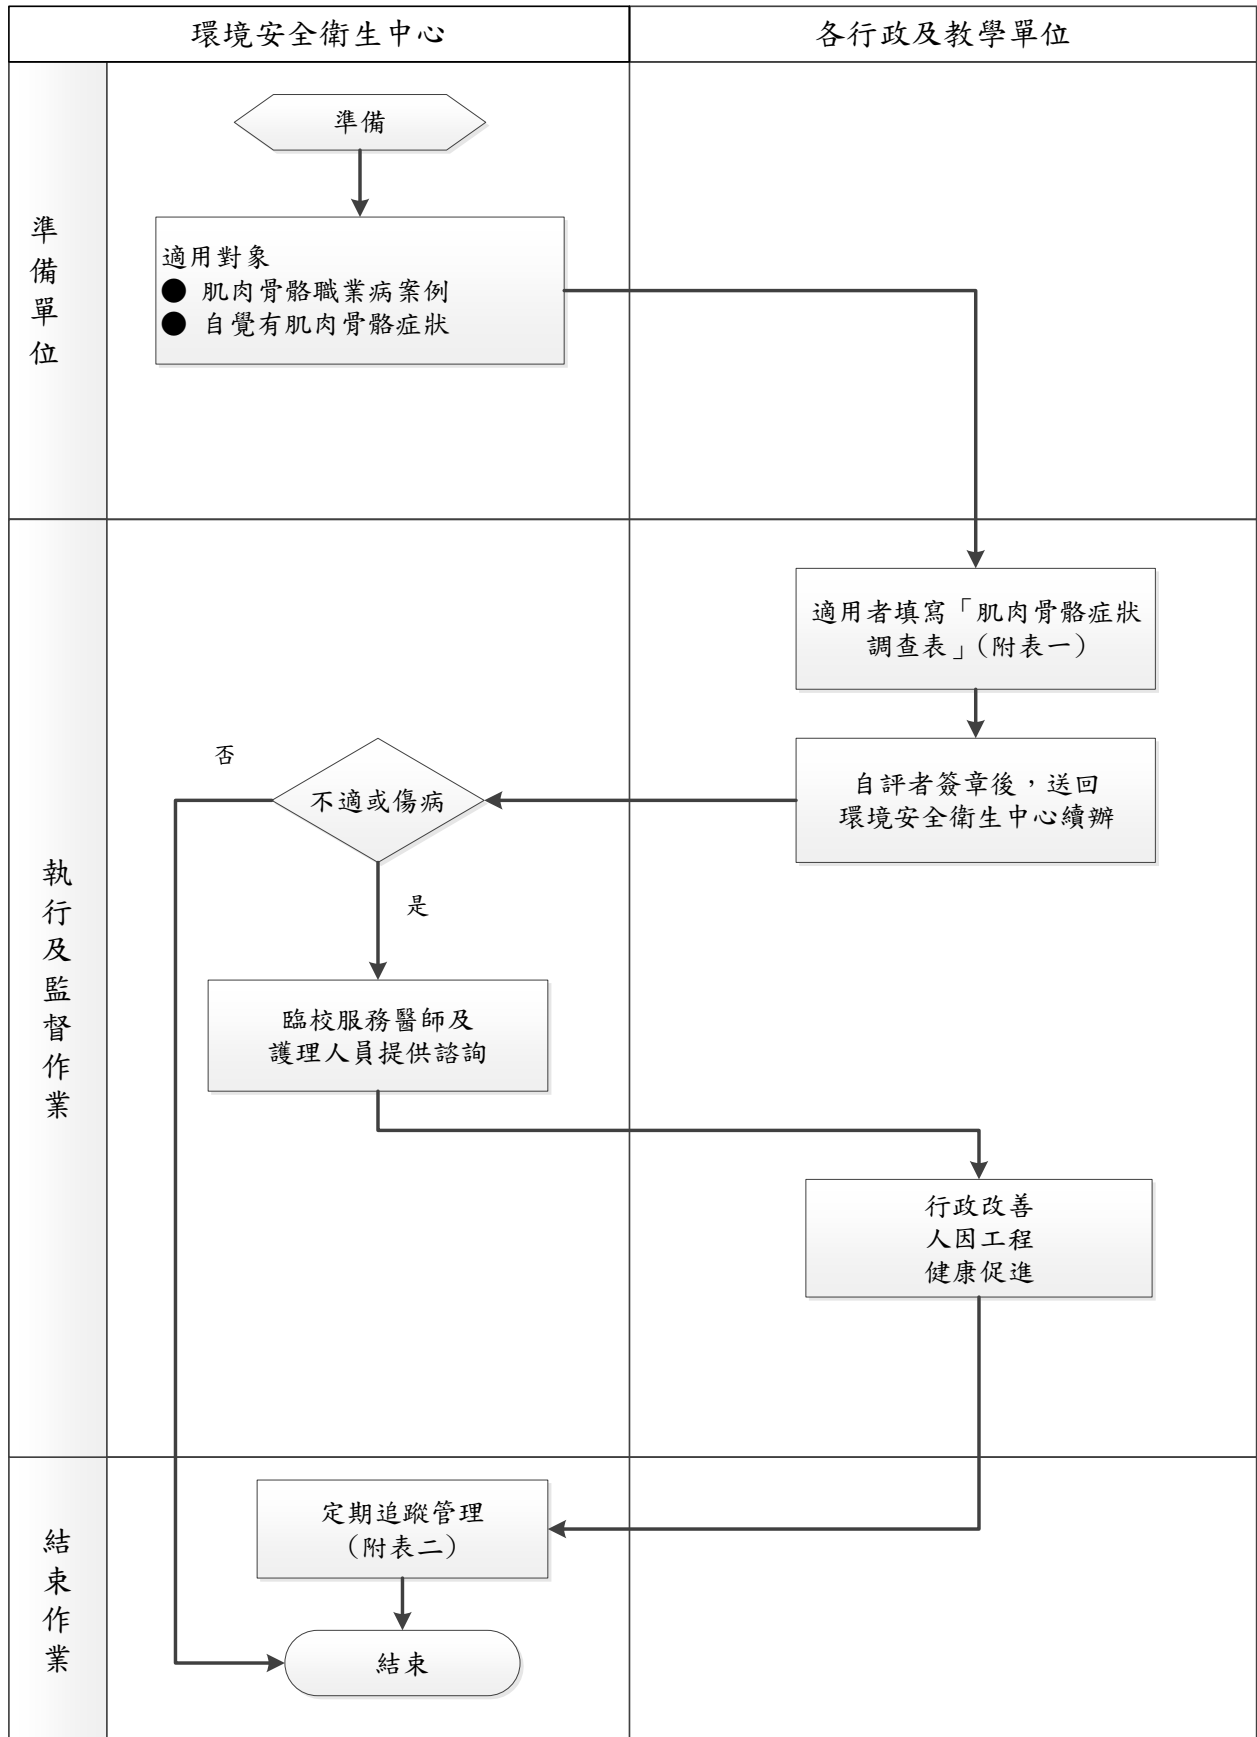 環境安全衛生中心
各行政及教學單位
準備單位
準備
適用對象
● 肌肉骨骼職業病案例
● 自覺有肌肉骨骼症狀
執行及監督作業
適用者填寫「肌肉骨骼症狀
調查表」(附表一)
自評者簽章後，送回
環境安全衛生中心續辦
不適或傷病
否
是
臨校服務醫師及
護理人員提供諮詢
行政改善
人因工程
健康促進
結束作業
定期追蹤管理
(附表二)
結束